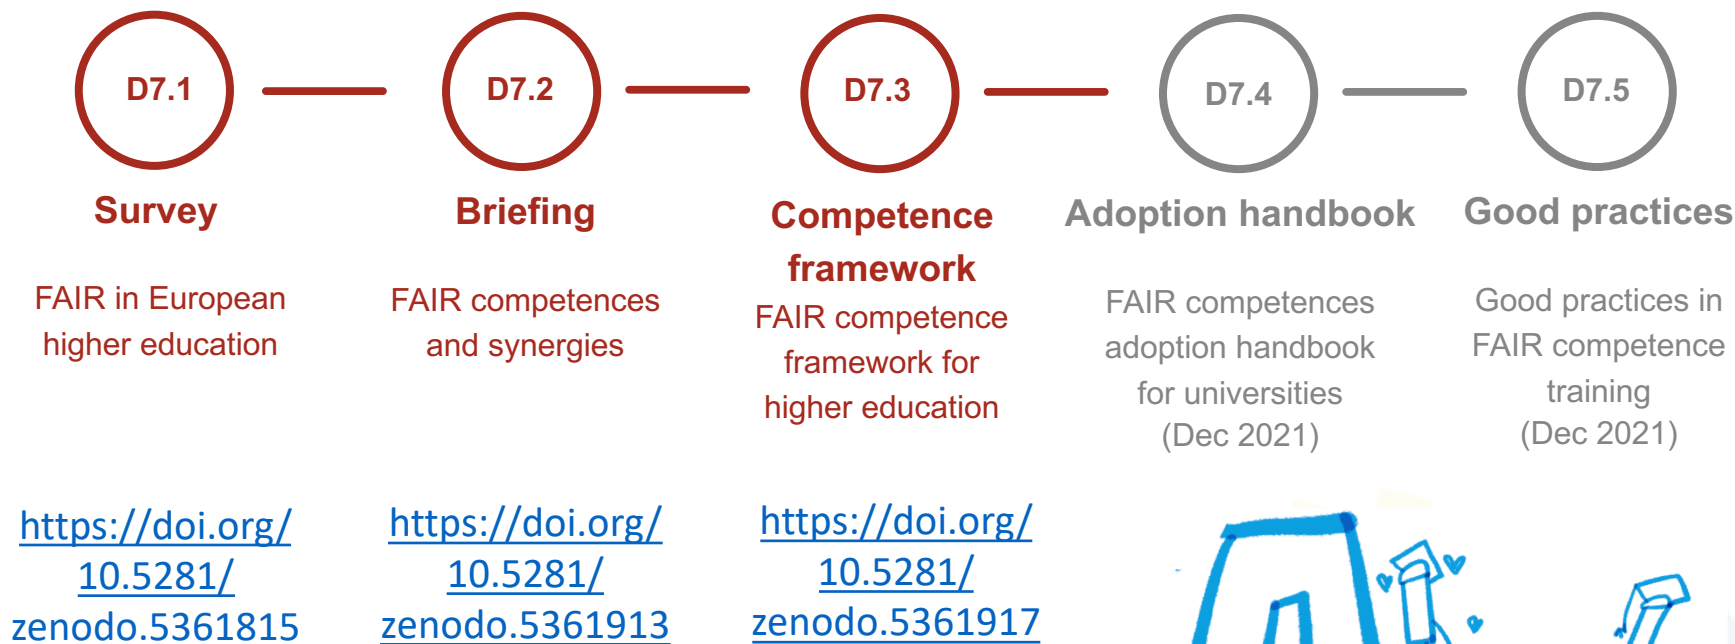 D7.1
Survey
FAIR in European
higher education
https://doi.org/
10.5281/
zenodo.5361815
D7.2
Briefing
FAIR competences
and synergies
https://doi.org/
10.5281/
zenodo.5361913
D7.3
Competence
framework
FAIR competence
framework for
higher education
https://doi.org/
10.5281/
zenodo.5361917
D7.4
Adoption handbook
FAIR competences
adoption handbook
for universities
(Dec 2021)
D7.5
Good practices
Good practices in
FAIR competence
training
(Dec 2021)